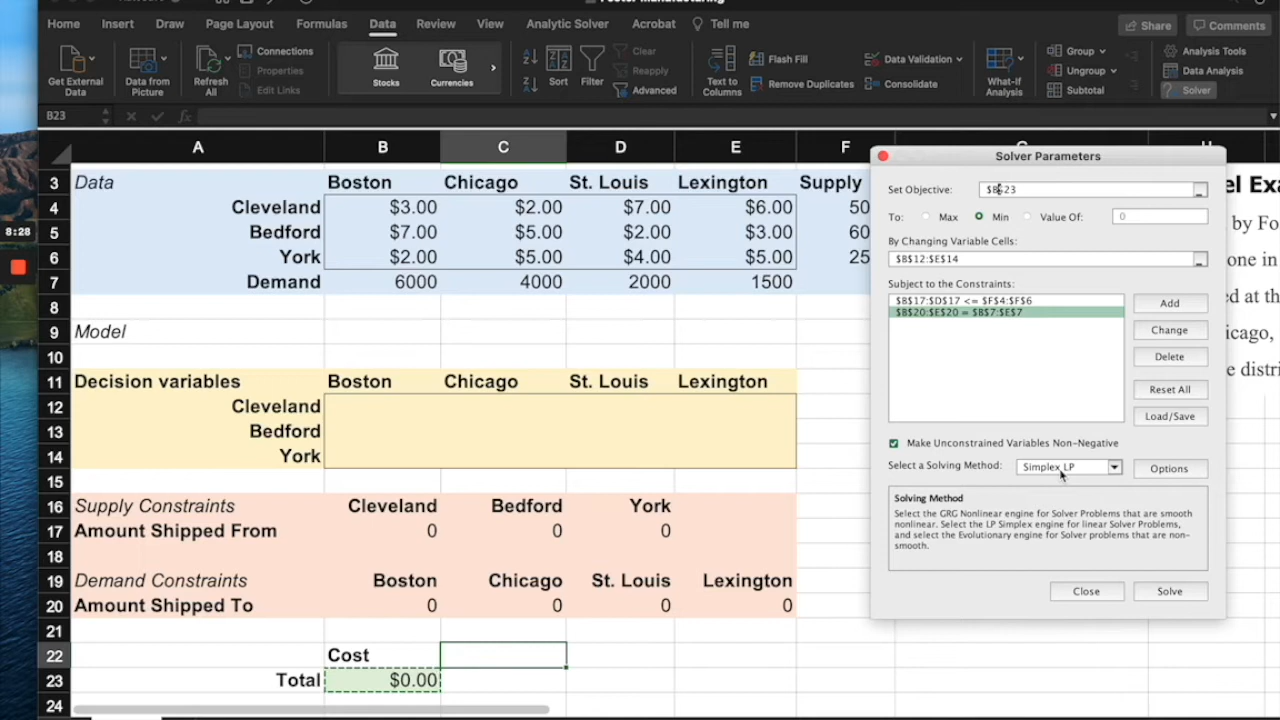 Home Insert Draw Page Layout Formulas Data Review View Analytic Solver Acrobat Tell me Share Comments
Get External Data
Data from Picture
Refresh All
Connections
Properties
Edit Links
Stocks
Currencies
Sort
Filter
Clear
Reapply
Advanced
Text to Columns
Flash Fill
Remove Duplicates
Data Validation
Consolidate
What-If Analysis
Group
Ungroup
Subtotal
Analysis Tools
Data Analysis
Solver
B23 fx
8:28
A B C D E F
3 Data Boston Chicago St. Louis Lexington Supply
4 Cleveland $3.00 $2.00 $7.00 $6.00 50
5 Bedford $7.00 $5.00 $2.00 $3.00 60
6 York $2.00 $5.00 $4.00 $5.00 25
7 Demand 6000 4000 2000 1500
8
9 Model
10
11 Decision variables Boston Chicago St. Louis Lexington
12 Cleveland
13 Bedford
14 York
15
16 Supply Constraints Cleveland Bedford York
17 Amount Shipped From 0 0 0
18
19 Demand Constraints Boston Chicago St. Louis Lexington
20 Amount Shipped To 0 0 0 0
21
22 Cost
23 Total $0.00
24
Solver Parameters
Set Objective: $B$23
To: Max Min Value Of: 0
By Changing Variable Cells:
$B$12:$E$14
Subject to the Constraints:
$B$17:$D$17 <= $F$4:$F$6
$B$20:$E$20 = $B$7:$E$7
Add
Change
Delete
Reset All
Load/Save
Make Unconstrained Variables Non-Negative
Select a Solving Method: Simplex LP Options
Solving Method
Select the GRG Nonlinear engine for Solver Problems that are smooth
nonlinear. Select the LP Simplex engine for linear Solver Problems,
and select the Evolutionary engine for Solver problems that are non-
smooth.
Close Solve
el Exa
by Fo
one in
ed at the
icago,
e distri